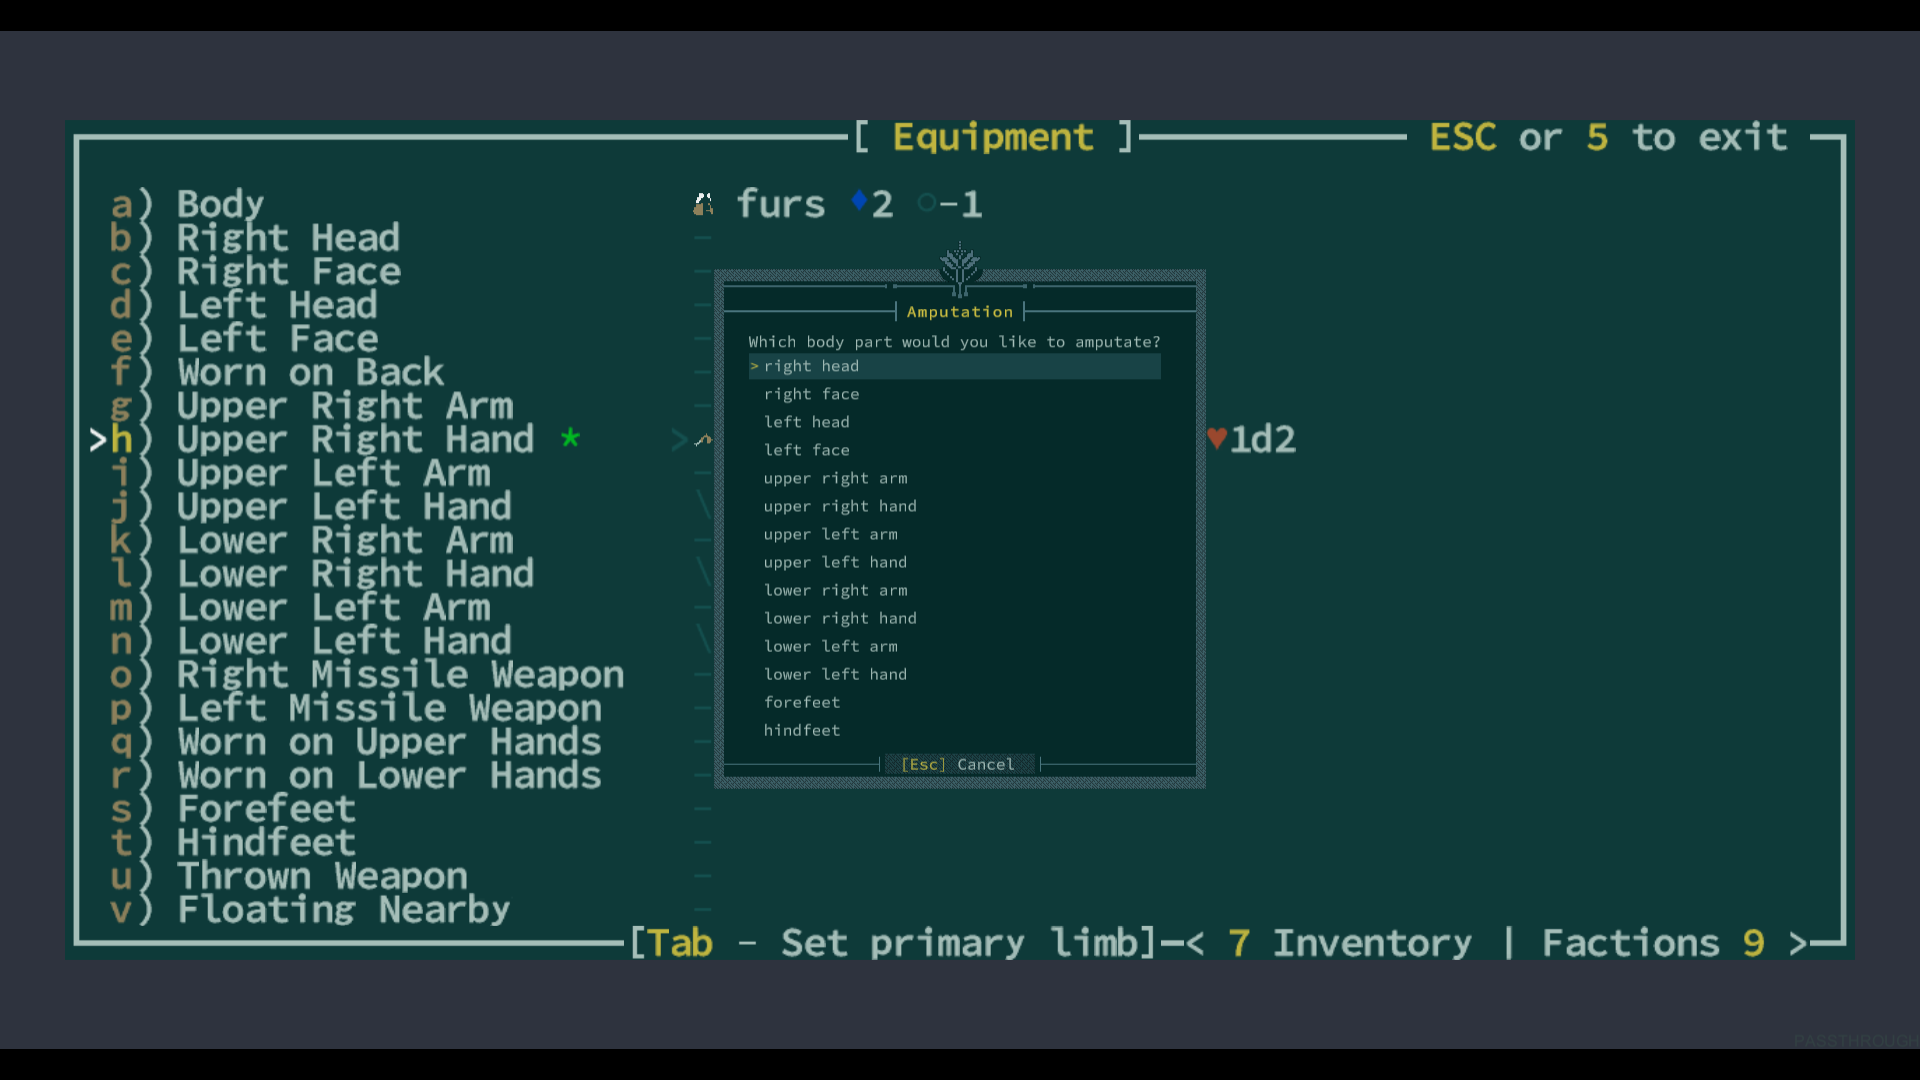 [ Equipment ] ESC or 5 to exit
a) Body furs ♦2 ○-1
b) Right Head
c) Right Face
d) Left Head
e) Left Face
f) Worn on Back
g) Upper Right Arm
>h) Upper Right Hand * > ♥1d2
i) Upper Left Arm
j) Upper Left Hand
k) Lower Right Arm
l) Lower Right Hand
m) Lower Left Arm
n) Lower Left Hand
o) Right Missile Weapon
p) Left Missile Weapon
q) Worn on Upper Hands
r) Worn on Lower Hands
s) Forefeet
t) Hindfeet
u) Thrown Weapon
v) Floating Nearby
Amputation
Which body part would you like to amputate?
> right head
right face
left head
left face
upper right arm
upper right hand
upper left arm
upper left hand
lower right arm
lower right hand
lower left arm
lower left hand
forefeet
hindfeet
[Esc] Cancel
[Tab - Set primary limb]-< 7 Inventory | Factions 9 >
PASSTHROUGH